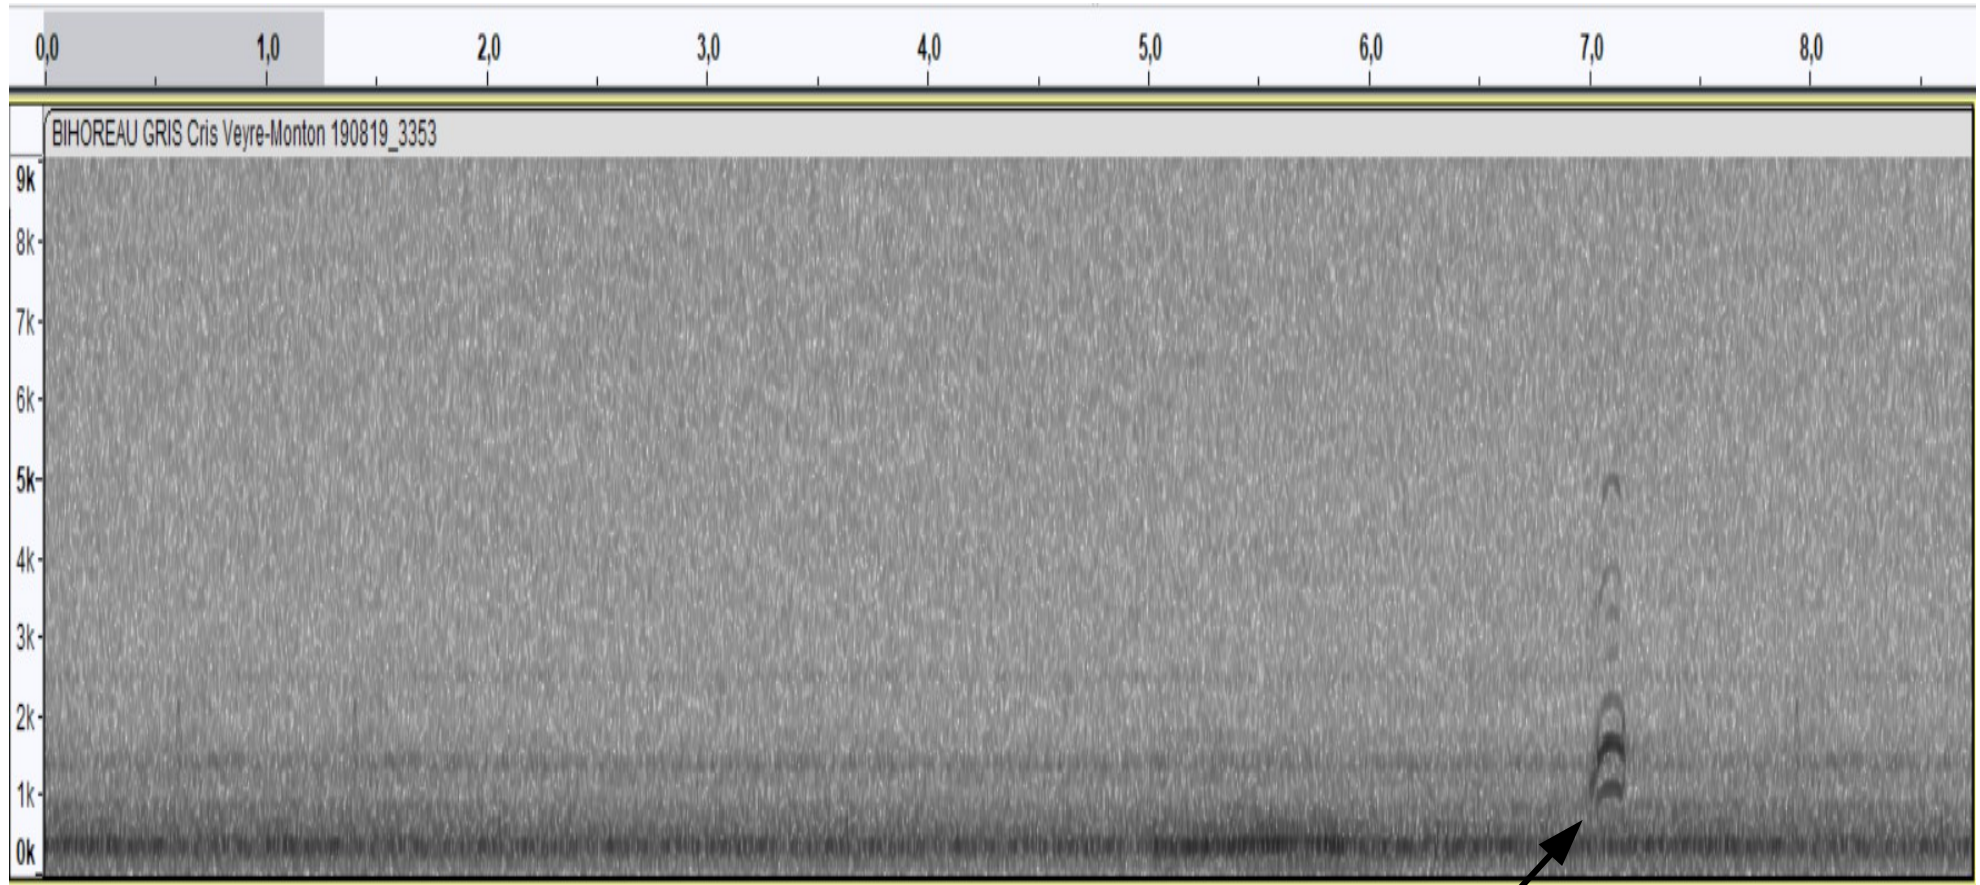 0,0 1,0 2,0 3,0 4,0 5,0 6,0 7,0 8,0
BIHOREAU GRIS Cris Veyre-Monton 190819_3353
9k
8k
7k
6k
5k
4k
3k
2k
1k
0k